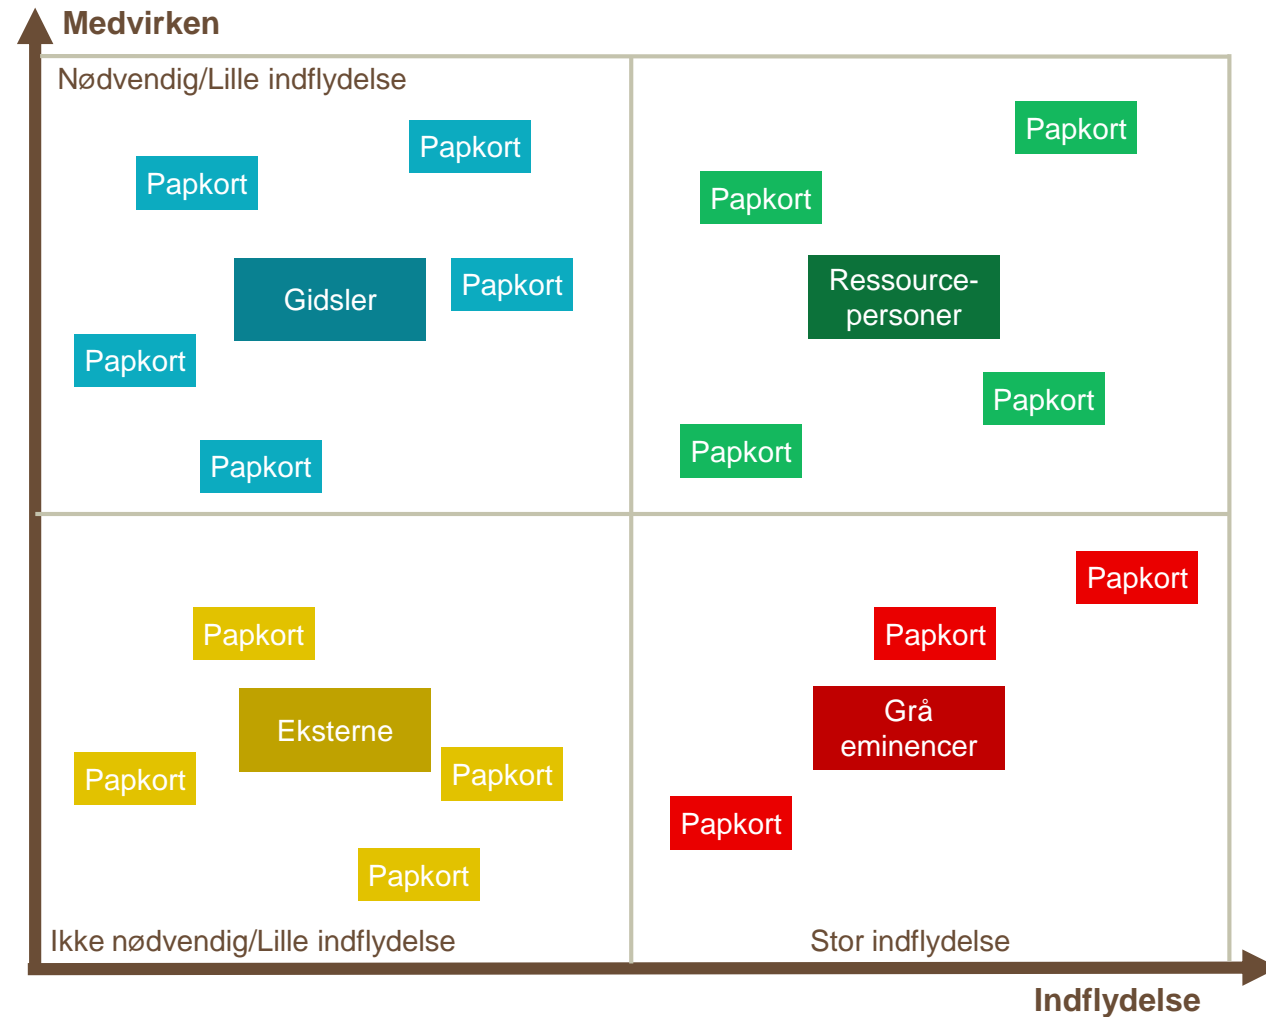 Medvirken
Nødvendig/Lille indflydelse
Papkort
Papkort
Gidsler
Papkort
Papkort
Papkort
Papkort
Papkort
Ressource-
personer
Papkort
Papkort
Papkort
Eksterne
Papkort
Papkort
Papkort
Ikke nødvendig/Lille indflydelse
Papkort
Papkort
Grå
eminencer
Papkort
Stor indflydelse
Indflydelse